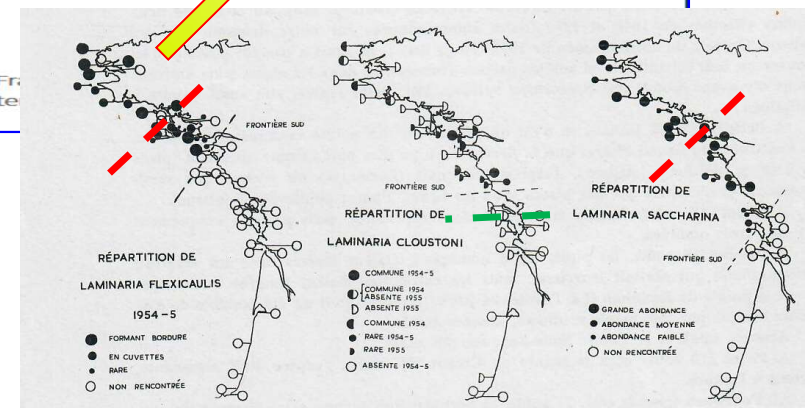 Fr
te
FRONTIÈRE SUD
RÉPARTITION DE
LAMINARIA FLEXICAULIS
1954-5
FORMANT BORDURE
EN CUVETTES
RARE
NON RENCONTRÉE
FRONTIÈRE SUD
RÉPARTITION DE
LAMINARIA CLOUSTONI
COMMUNE 1954-5
COMMUNE 1954
ABSENTE 1955
ABSENTE 1955
COMMUNE 1954
RARE 1954-5
RARE 1955
ABSENTE 1954-5
RÉPARTITION DE
LAMINARIA SACCHARINA
FRONTIÈRE SUD
GRANDE ABONDANCE
ABONDANCE MOYENNE
ABONDANCE FAIBLE
NON RENCONTRÉE